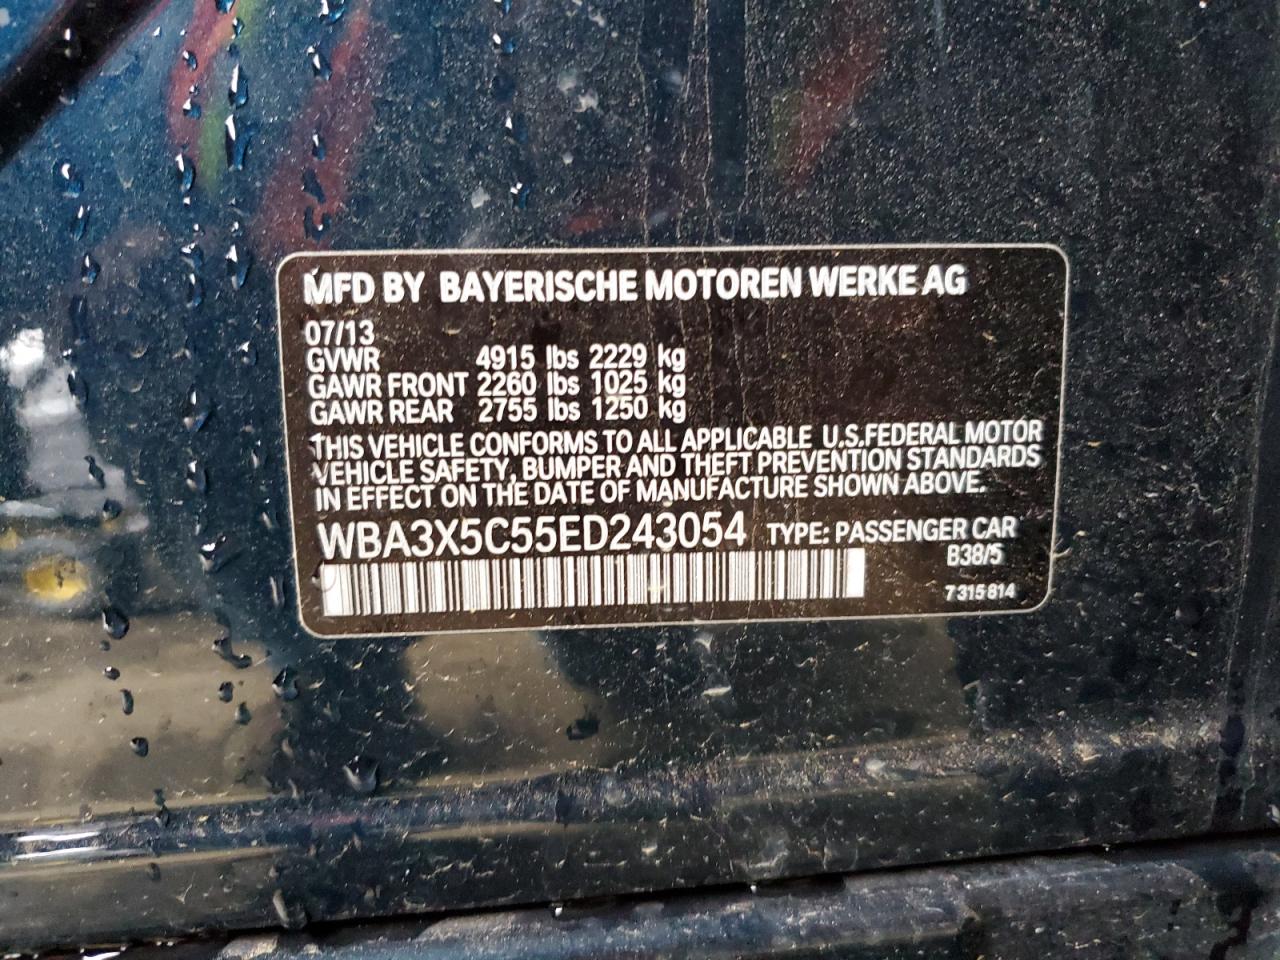 MFD BY BAYERISCHE MOTOREN WERKE AG
07/13
GVWR 4915 lbs 2229 kg
GAWR FRONT 2260 lbs 1025 kg
GAWR REAR 2755 lbs 1250 kg
THIS VEHICLE CONFORMS TO ALL APPLICABLE U.S.FEDERAL MOTOR
VEHICLE SAFETY, BUMPER AND THEFT PREVENTION STANDARDS
IN EFFECT ON THE DATE OF MANUFACTURE SHOWN ABOVE.
WBA3X5C55ED243054 TYPE: PASSENGER CAR
B38/5
7 315 814